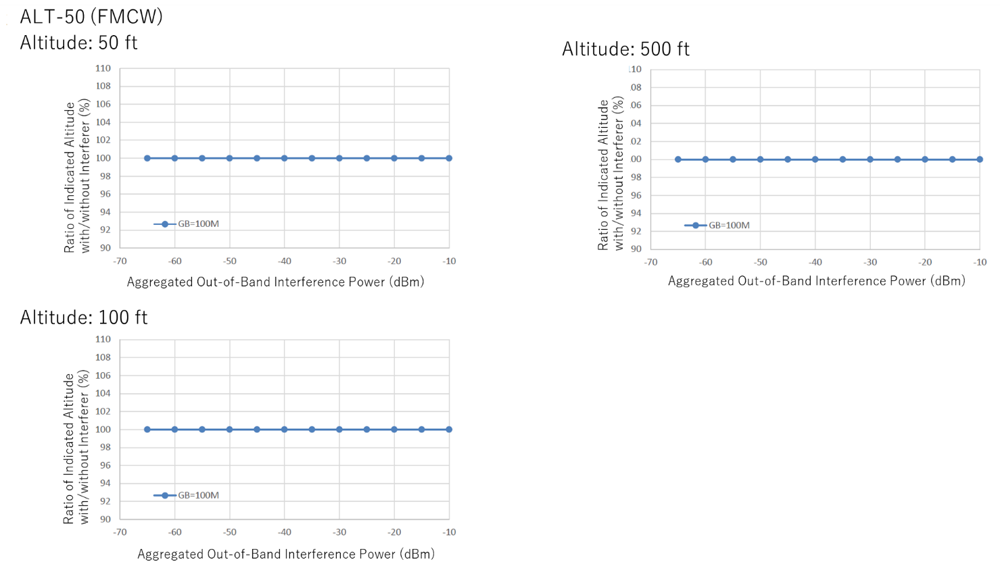 ALT-50 (FMCW)
Altitude: 50 ft
110
108
106
104
102
100
98
96
94
92
90
Ratio of Indicated Altitude
with/without Interferer (%)
GB=100M
-70 -60 -50 -40 -30 -20 -10
Aggregated Out-of-Band Interference Power (dBm)
Altitude: 500 ft
.10
.08
.06
.04
.02
.00
98
96
94
92
90
Ratio of Indicated Altitude
with/without Interferer (%)
GB=100M
-70 -60 -50 -40 -30 -20 -10
Aggregated Out-of-Band Interference Power (dBm)
Altitude: 100 ft
110
108
106
104
102
100
98
96
94
92
90
Ratio of Indicated Altitude
with/without Interferer (%)
GB=100M
-70 -60 -50 -40 -30 -20 -10
Aggregated Out-of-Band Interference Power (dBm)